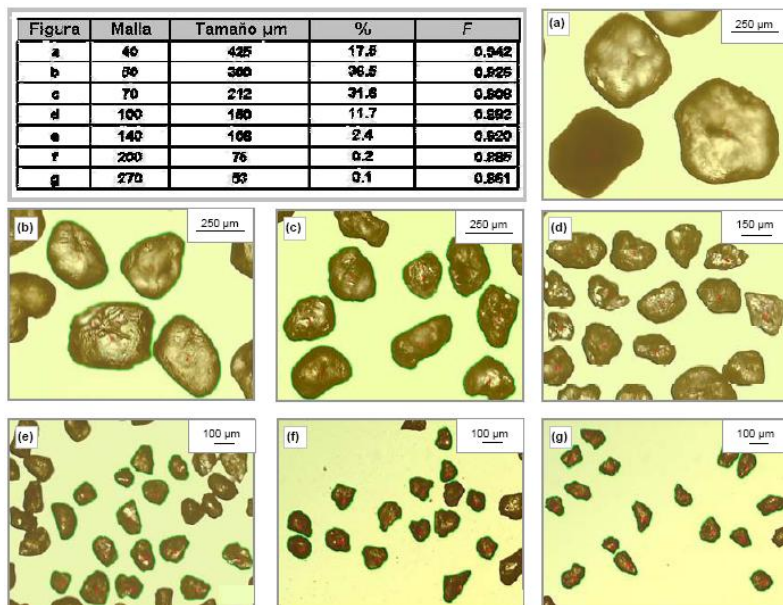 Figura Malla Tamaño µm % F
a 40 425 17.5 0.942
b 50 300 36.5 0.925
c 70 212 31.6
d 100 150 11.7 0.892
e 140 106 2.4 0.920
f 200 75 0.2 0.885
g 270 53 0.1 0.861
(a) 250 µm
(b) 250 µm
(c) 250 µm
(d) 150 µm
(e) 100 µm
(f) 100 µm
(g) 100 µm